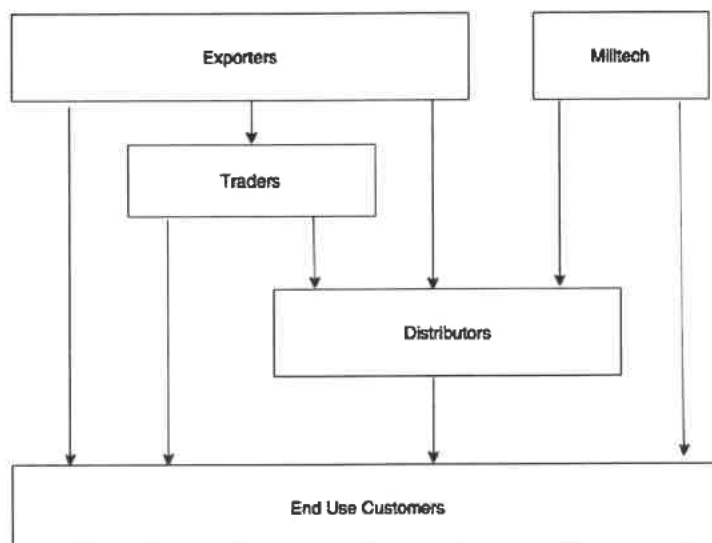 Exporters
Milltech
Traders
Distributors
End Use Customers